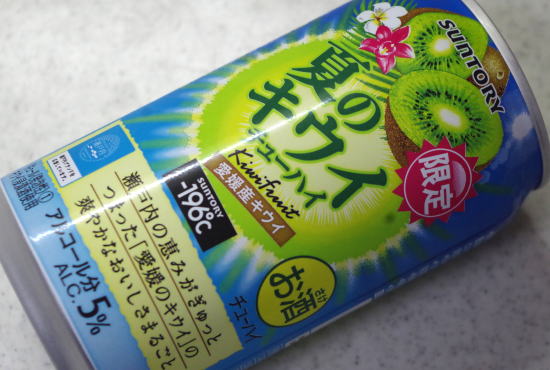 SUNTORY
夏の
キウイ
チューハイ
Kiwifruit
愛媛産キウイ
限定
SUNTORY
-196℃
瀬戸内の恵みがぎゅっと
つまった「愛媛のキウイ」の
爽やかなおいしさまるごと
お酒
さけ
チューハイ
アルコール分
ALC.5%